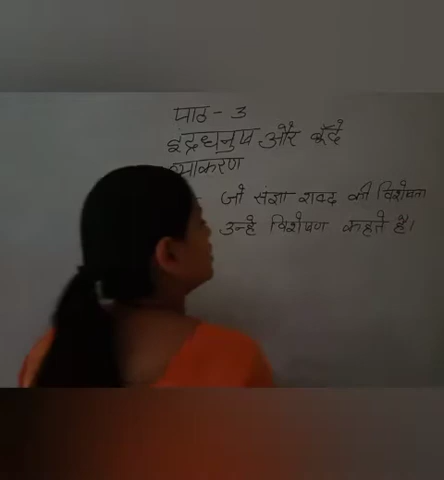 पाठ - 3
इंद्रधनुष और बूँदे
व्याकरण
जो संज्ञा शब्द की विशेषता
उन्हे विशेषण कहते है।